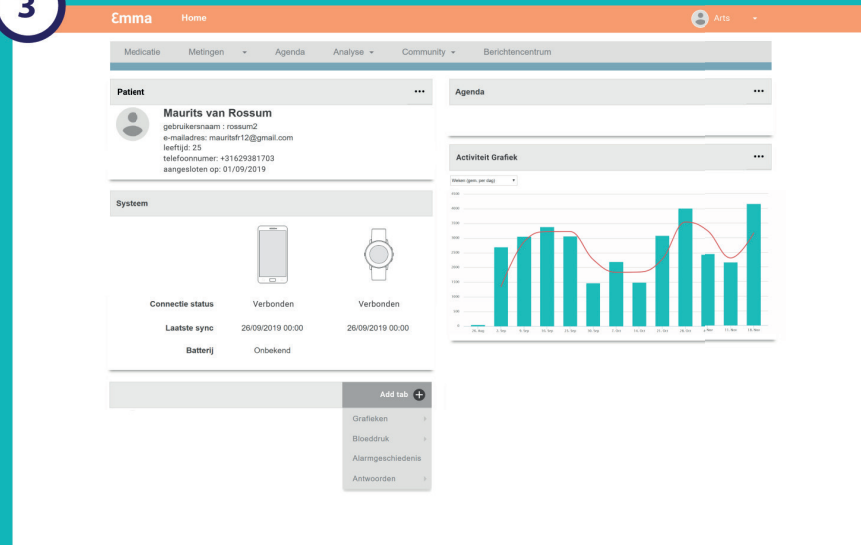 3
Emma Home Arts
Medicatie Metingen Agenda Analyse Community Berichtencentrum
Patient
Maurits van Rossum
gebruikersnaam : rossum2
e-mailadres: mauritsfr12@gmail.com
leeftijd: 25
telefoonnumer: +31629381703
aangesloten op: 01/09/2019
Systeem
Connectie status Verbonden Verbonden
Laatste sync 26/09/2019 00:00 26/09/2019 00:00
Batterij Onbekend
Add tab
Grafieken
Bloeddruk
Alarmgeschiedenis
Antwoorden
Agenda
Activiteit Grafiek
Weken (gem. per dag)